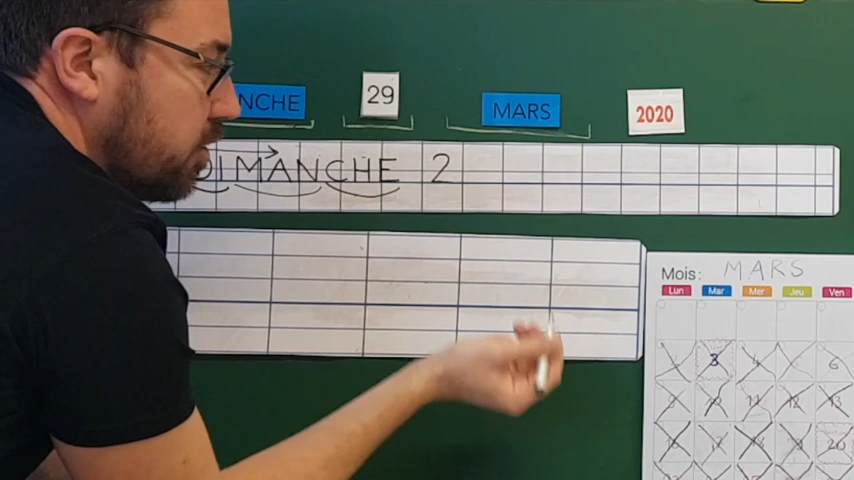 NCHE 29 MARS 2020
DIMANCHE 2
Mois: MARS
Lun Mar Mer Jeu Ven
3 4 6
11 12 13
20